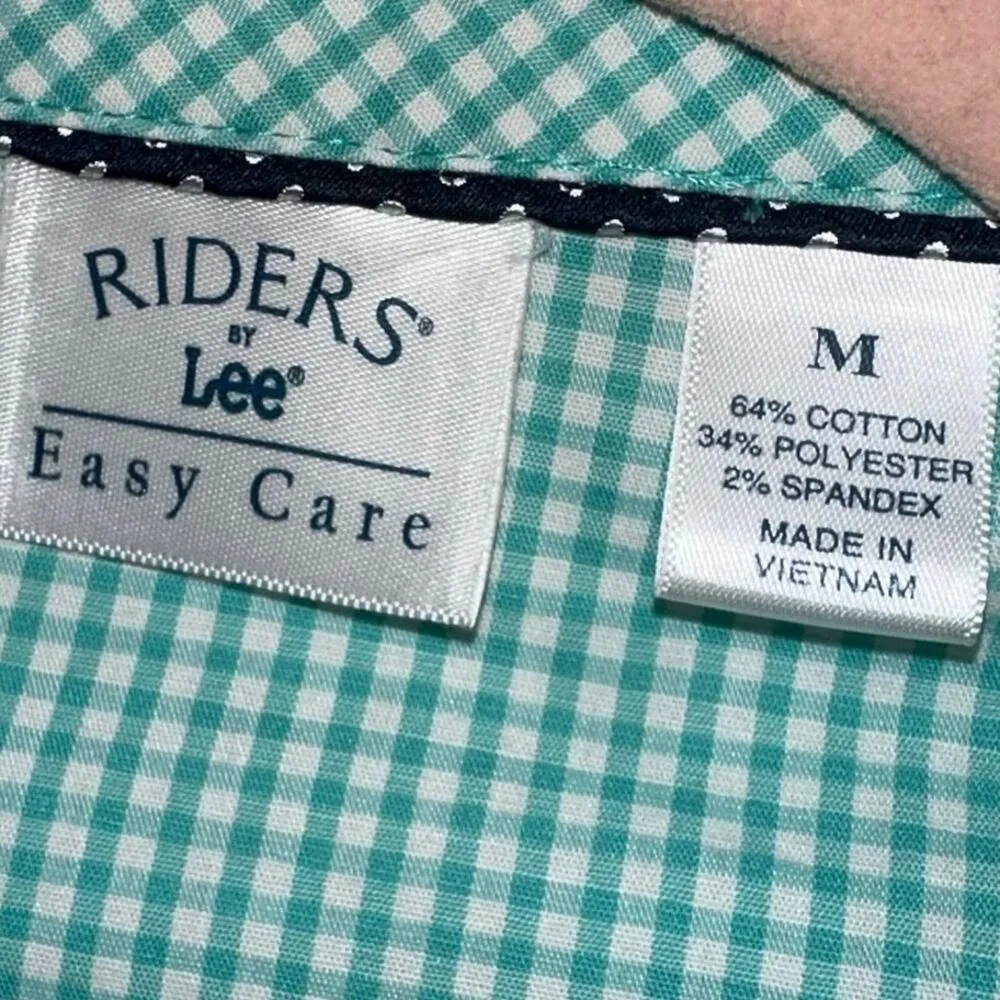 RIDERS®
BY
Lee®
Easy Care
M
64% COTTON
34% POLYESTER
2% SPANDEX
MADE IN
VIETNAM